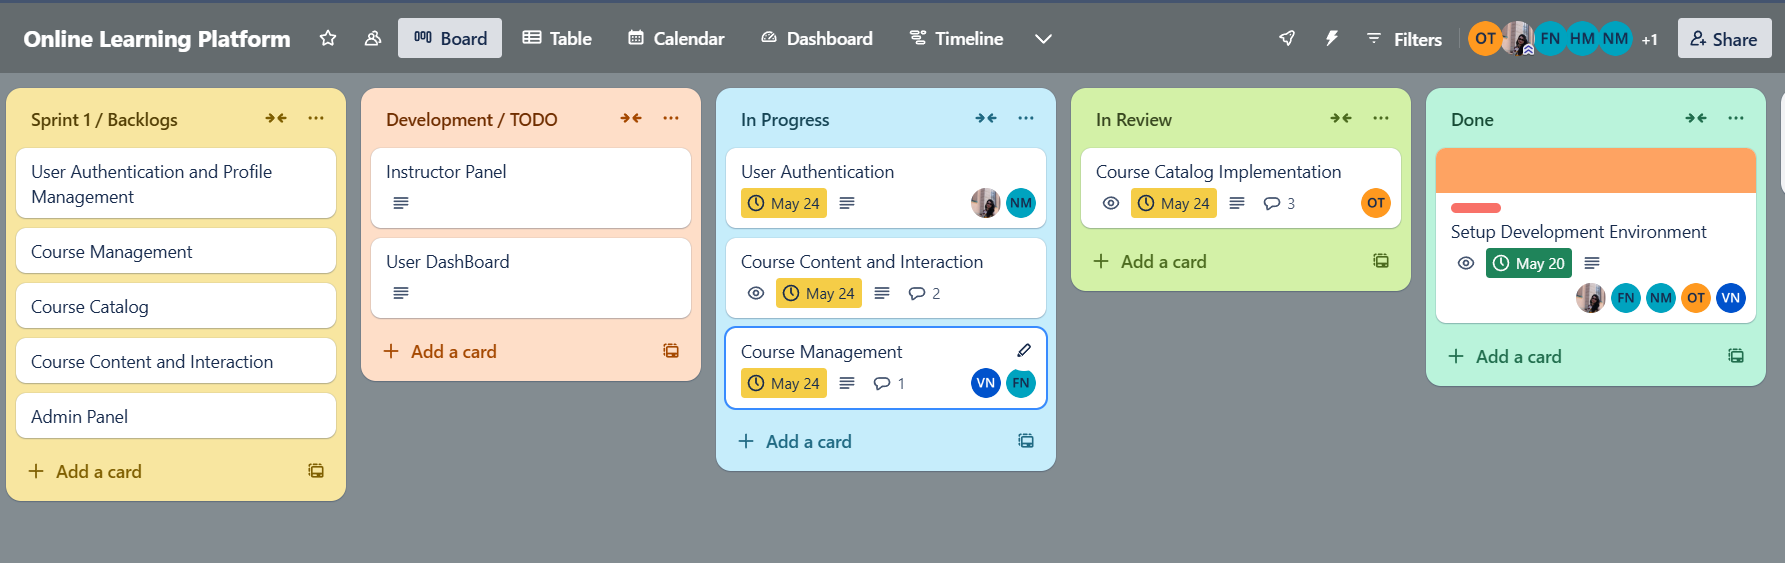 Online Learning Platform
Board
Table
Calendar
Dashboard
Timeline
Filters
OT
FN
HM
NM
+1
Share
Sprint 1 / Backlogs
User Authentication and Profile
Management
Course Management
Course Catalog
Course Content and Interaction
Admin Panel
+ Add a card
Development / TODO
Instructor Panel
User DashBoard
+ Add a card
In Progress
User Authentication
May 24
NM
Course Content and Interaction
May 24
2
Course Management
May 24
1
VN
FN
+ Add a card
In Review
Course Catalog Implementation
May 24
3
OT
+ Add a card
Done
Setup Development Environment
May 20
FN
NM
OT
VN
+ Add a card